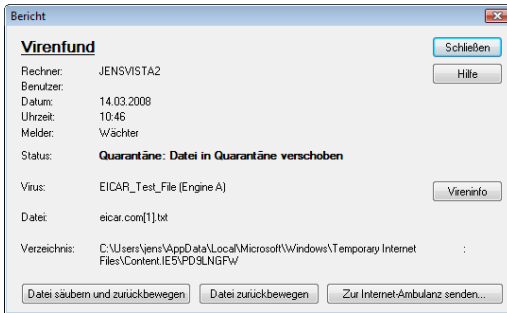 Bericht
Virenfund
Schließen
Rechner: JENSVISTA2
Hilfe
Benutzer:
Datum: 14.03.2008
Uhrzeit: 10:46
Melder: Wächter
Status: Quarantäne: Datei in Quarantäne verschoben
Virus: EICAR_Test_File (Engine A)
Vireninfo
Datei: eicar.com[1].txt
Verzeichnis: C:\Users\jens\AppData\Local\Microsoft\Windows\Temporary Internet :
Files\Content.IE5\PD9LNGFW
Datei säubern und zurückbewegen Datei zurückbewegen Zur Internet-Ambulanz senden...